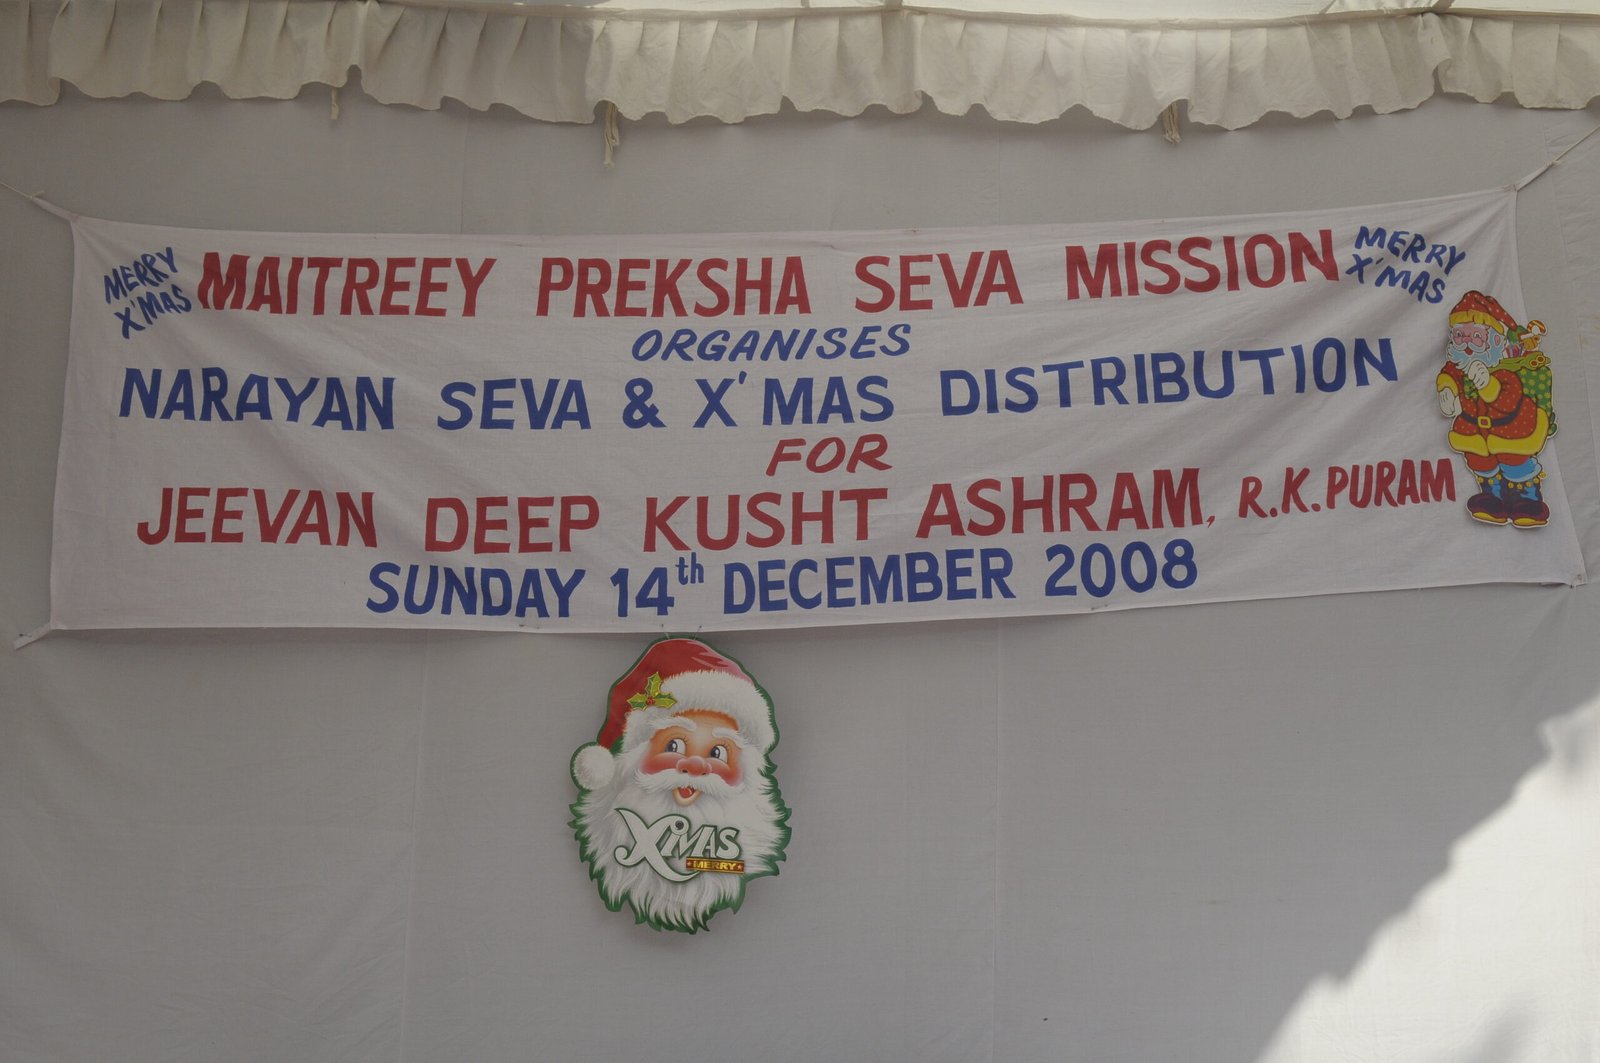 MERRY
X'MAS
MAITREEY PREKSHA SEVA MISSION
MERRY
X'MAS
ORGANISES
NARAYAN SEVA & X'MAS DISTRIBUTION
FOR
JEEVAN DEEP KUSHT ASHRAM, R.K.PURAM
SUNDAY 14th DECEMBER 2008
XMAS
MERRY